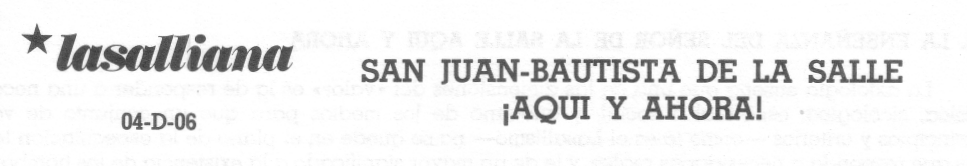 ★ lasalliana
04-D-06
SAN JUAN-BAUTISTA DE LA SALLE
¡AQUI Y AHORA!